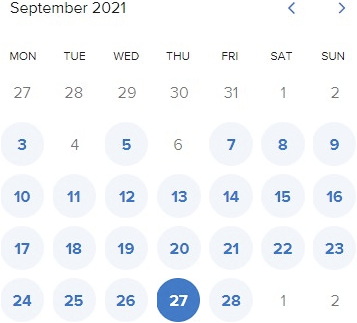 September 2021
MON TUE WED THU FRI SAT SUN
27 28 29 30 31 1 2
3 4 5 6 7 8 9
10 11 12 13 14 15 16
17 18 19 20 21 22 23
24 25 26 27 28 1 2